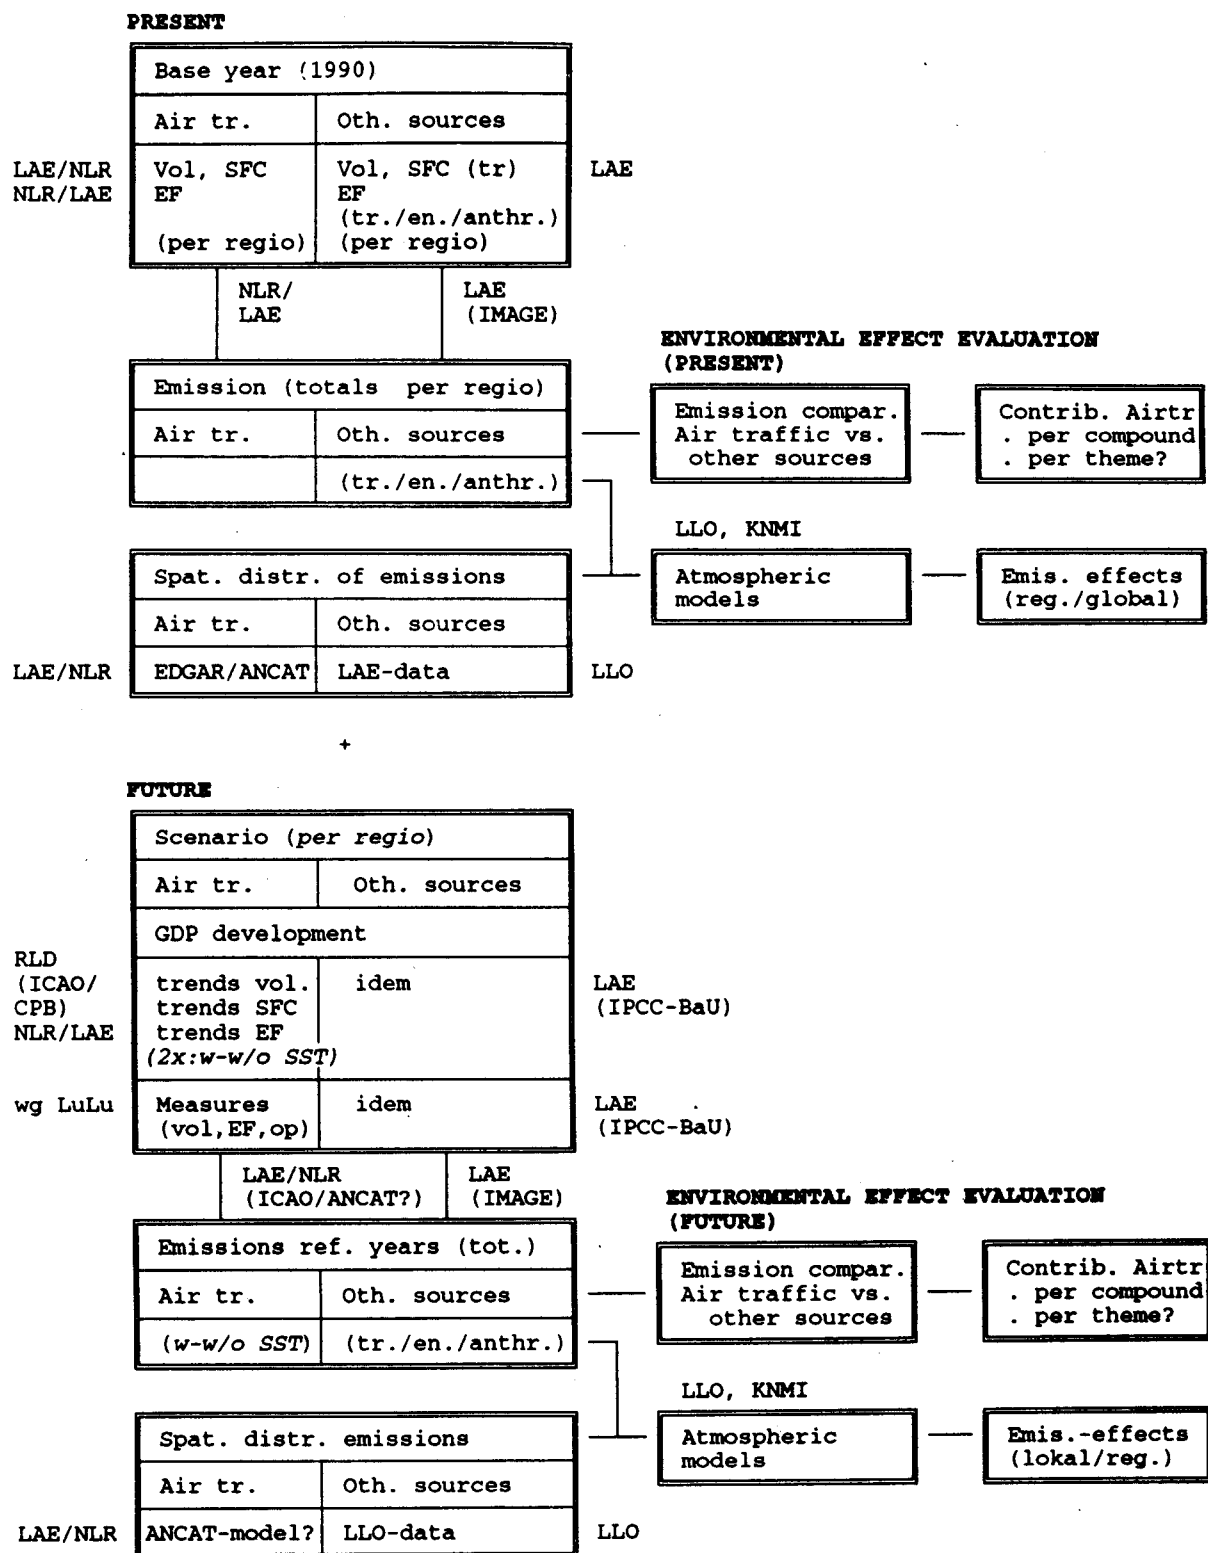 PRESENT
Base year (1990)
Air tr. Oth. sources
LAE/NLR Vol, SFC Vol, SFC (tr) LAE
NLR/LAE EF EF
(tr./en./anthr.)
(per regio) (per regio)
NLR/ LAE
LAE (IMAGE)
ENVIRONMENTAL EFFECT EVALUATION
(PRESENT)
Emission (totals per regio)
Air tr. Oth. sources
(tr./en./anthr.)
Emission compar.
Air traffic vs.
other sources
Contrib. Airtr
. per compound
. per theme?
LLO, KNMI
Spat. distr. of emissions
Air tr. Oth. sources
LAE/NLR EDGAR/ANCAT LAE-data LLO
Atmospheric
models
Emis. effects
(reg./global)
+
FUTURE
Scenario (per regio)
Air tr. Oth. sources
GDP development
RLD
(ICAO/ trends vol. idem LAE
CPB) trends SFC (IPCC-BaU)
NLR/LAE trends EF
(2x:w-w/o SST)
wg LuLu Measures idem LAE
(vol,EF,op) (IPCC-BaU)
LAE/NLR LAE
(ICAO/ANCAT?) (IMAGE)
ENVIRONMENTAL EFFECT EVALUATION
(FUTURE)
Emissions ref. years (tot.)
Air tr. Oth. sources
(w-w/o SST) (tr./en./anthr.)
Emission compar.
Air traffic vs.
other sources
Contrib. Airtr
. per compound
. per theme?
LLO, KNMI
Spat. distr. emissions
Air tr. Oth. sources
LAE/NLR ANCAT-model? LLO-data LLO
Atmospheric
models
Emis.-effects
(lokal/reg.)